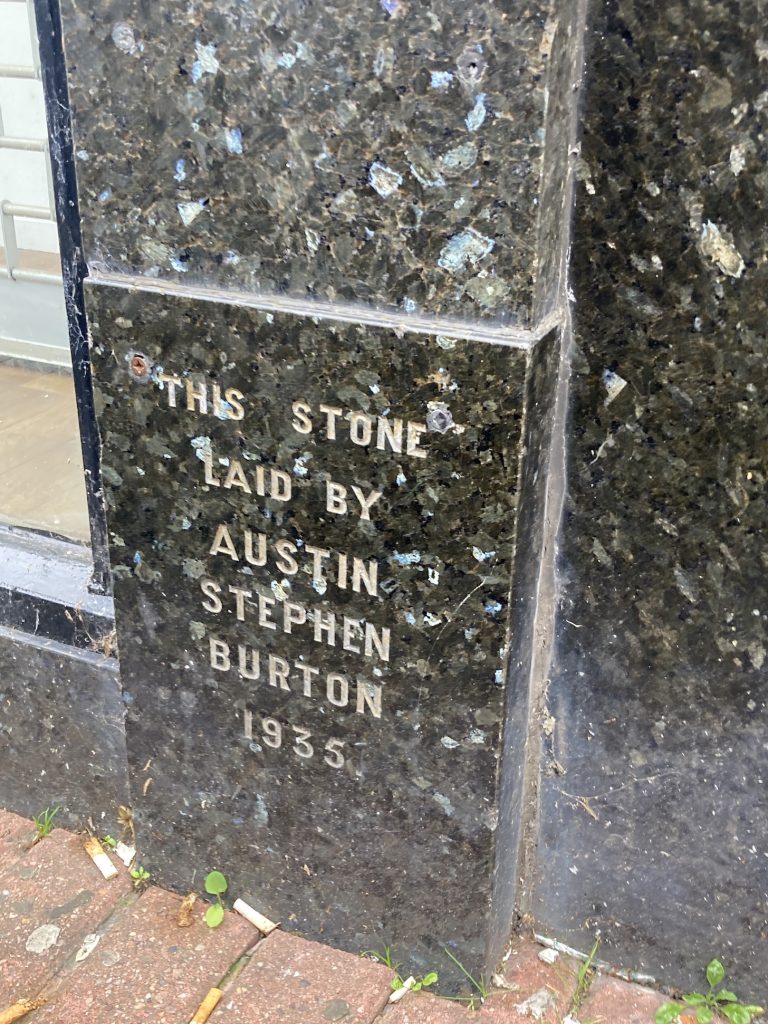 THIS STONE
LAID BY
AUSTIN
STEPHEN
BURTON
1935